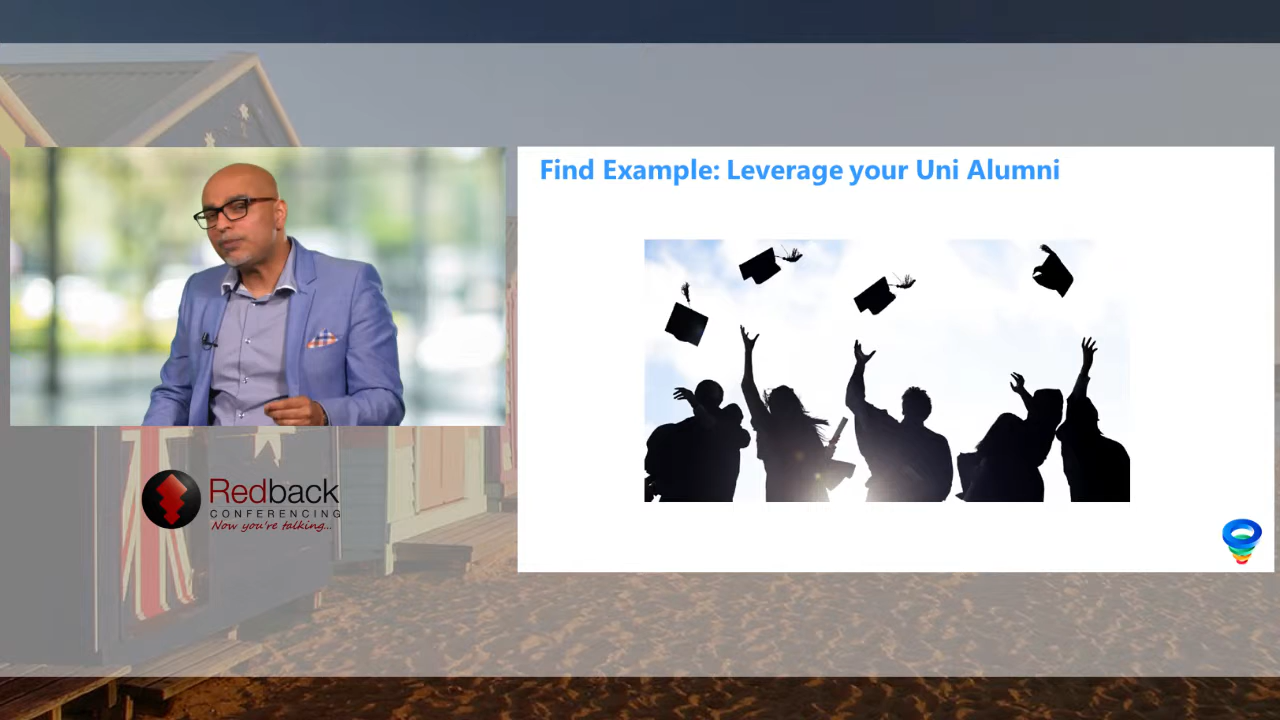 Find Example: Leverage your Uni Alumni
Redback
CONFERENCING
Now you're talking...